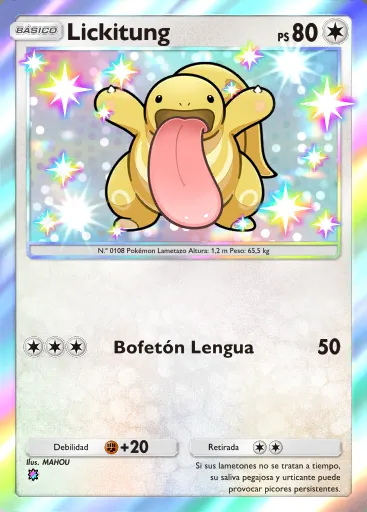 BÁSICO Lickitung PS 80
N.º 0108 Pokémon Lametazo Altura: 1,2 m Peso: 65,5 kg
Bofetón Lengua 50
Debilidad +20 Retirada
Ilus. MAHOU
Si sus lametones no se tratan a tiempo,
su saliva pegajosa y urticante puede
provocar picores persistentes.